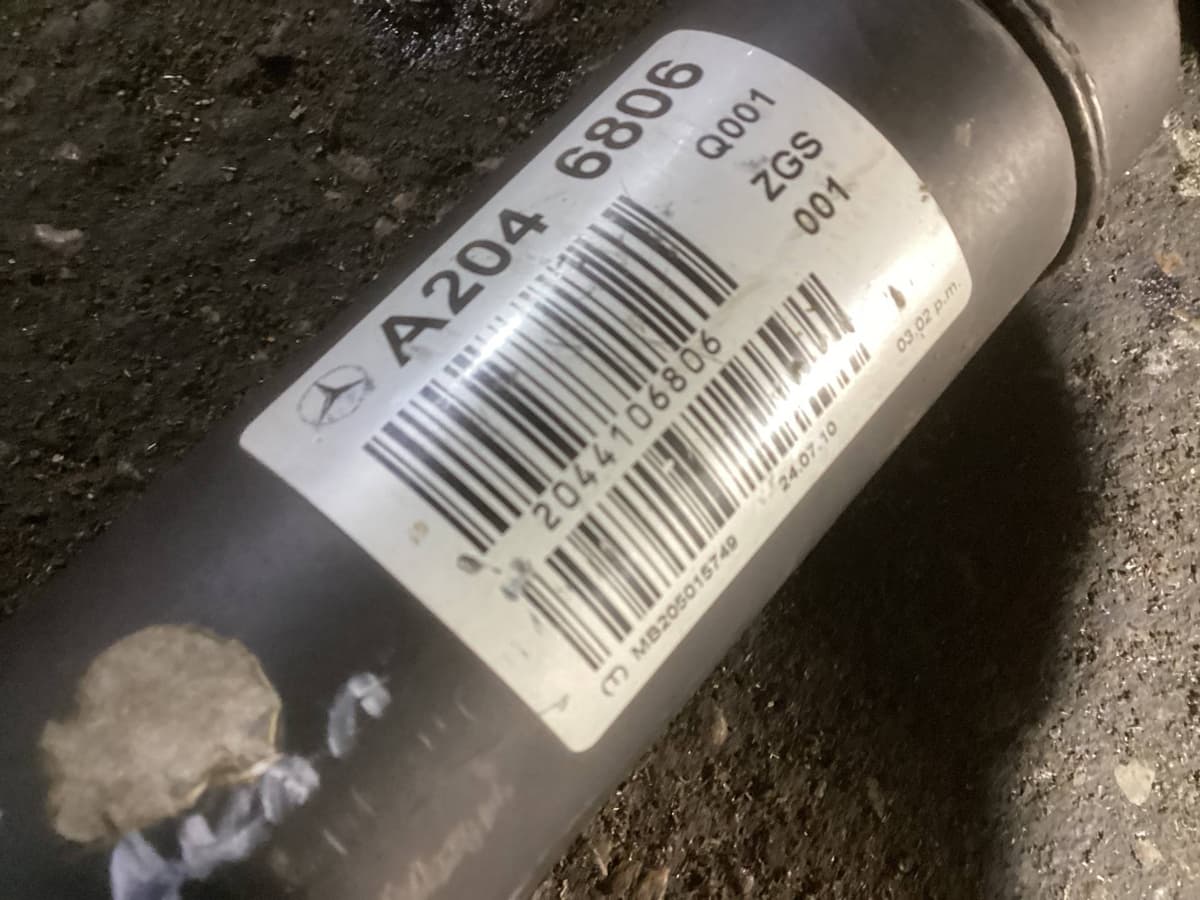 A204 6806
Q001
ZGS
001
2044106806
03.02 p.m.
24.07.10
(T) MB205015749